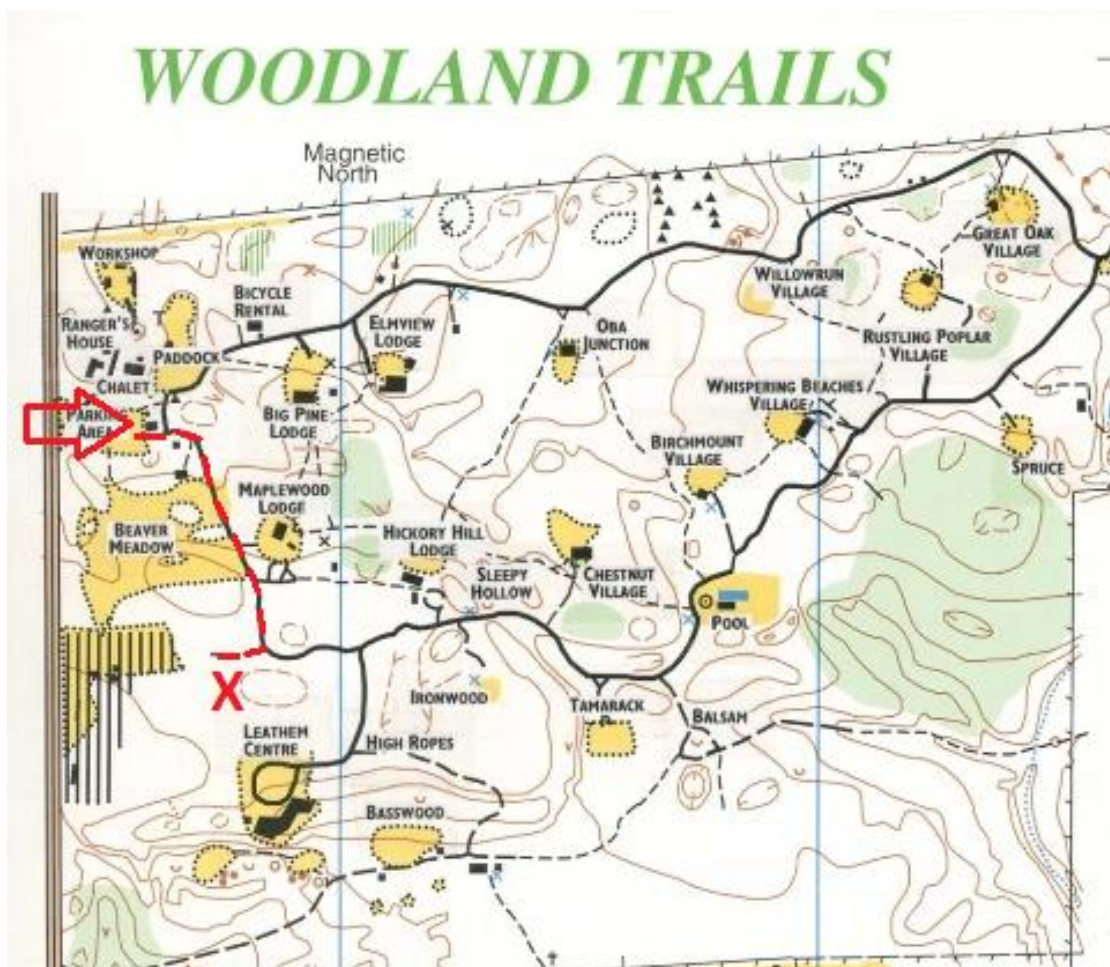 WOODLAND TRAILS
Magnetic
North
WORKSHOP
GREAT OAK
VILLAGE
WILLOWRUN
VILLAGE
BICYCLE
RENTAL
RANGER'S
HOUSE
ELMVIEW
LODGE
OBA
JUNCTION
RUSTLING POPLAR
VILLAGE
PADDOCK
CHALET
WHISPERING BEACHES
VILLAGE
PARKING
AREA
BIG PINE
LODGE
BIRCHMOUNT
VILLAGE
SPRUCE
MAPLEWOOD
LODGE
BEAVER
MEADOW
HICKORY HILL
LODGE
SLEEPY
HOLLOW
CHESTNUT
VILLAGE
POOL
X
IRONWOOD
TAMARACK
BALSAM
LEATHEM
CENTRE
HIGH ROPES
BASSWOOD